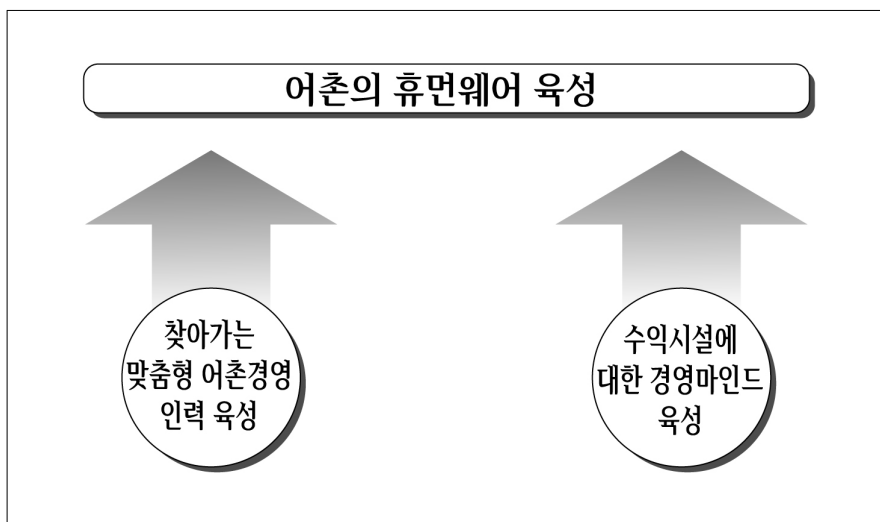 어촌의 휴먼웨어 육성
찾아가는
맞춤형 어촌경영
인력 육성
수익시설에
대한 경영마인드
육성